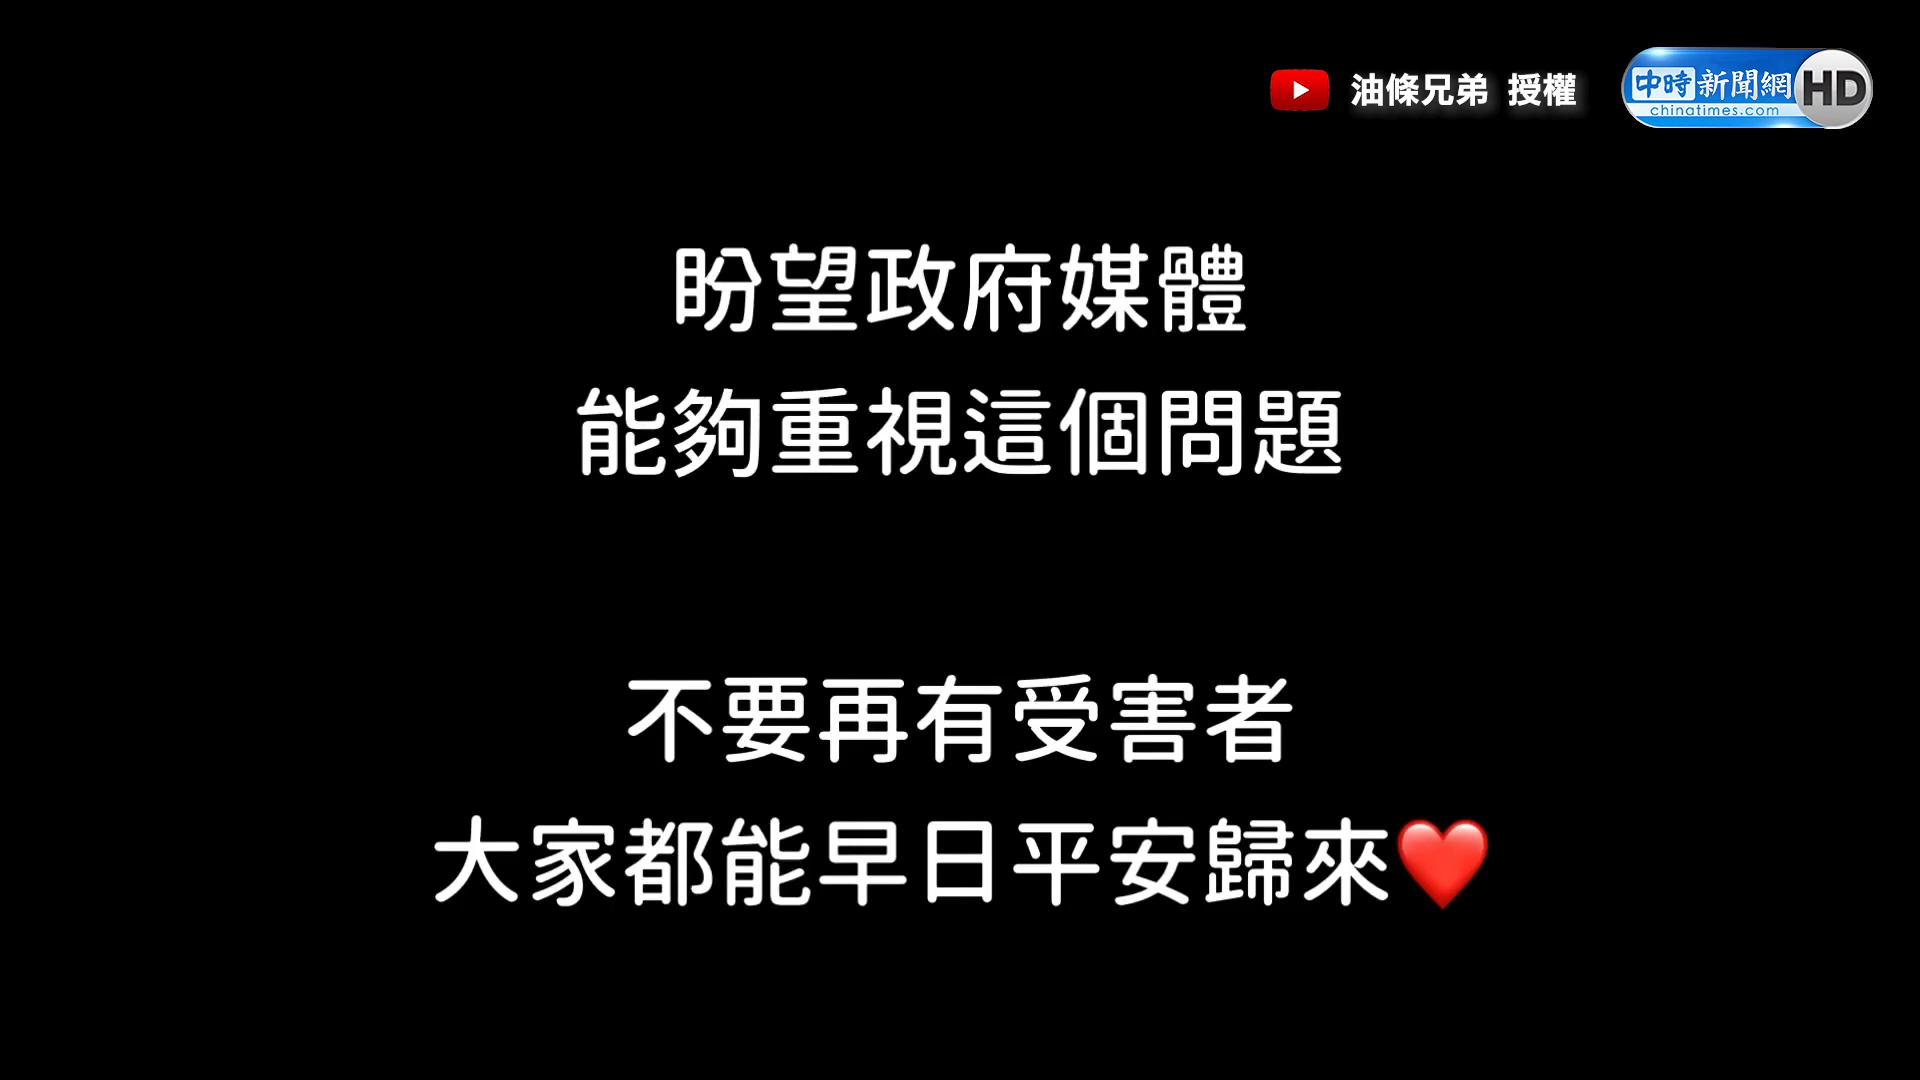 油條兄弟 授權
中時新聞網HD
chinatimes.com
盼望政府媒體
能夠重視這個問題
不要再有受害者
大家都能早日平安歸來❤️